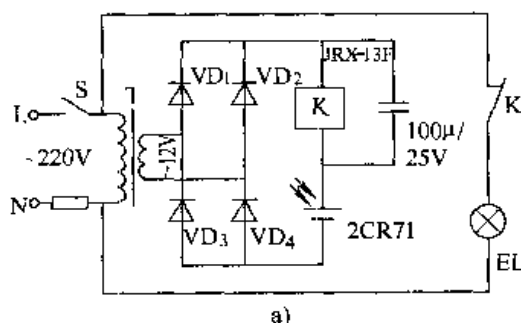 JRX-13F
S
VD1
VD2
L
K
K
~220V
~12V
100μ/
25V
N
VD3
VD4
2CR71
EL
a)